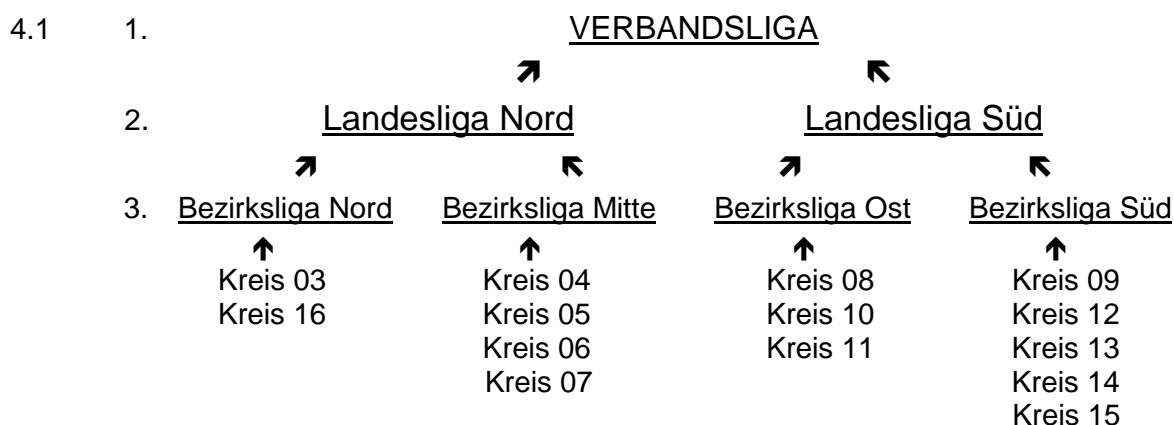 4.1 1. VERBANDSLIGA
2. Landesliga Nord Landesliga Süd
3. Bezirksliga Nord Bezirksliga Mitte Bezirksliga Ost Bezirksliga Süd
Kreis 03 Kreis 04 Kreis 08 Kreis 09
Kreis 16 Kreis 05 Kreis 10 Kreis 12
Kreis 06 Kreis 11 Kreis 13
Kreis 07 Kreis 14
Kreis 15